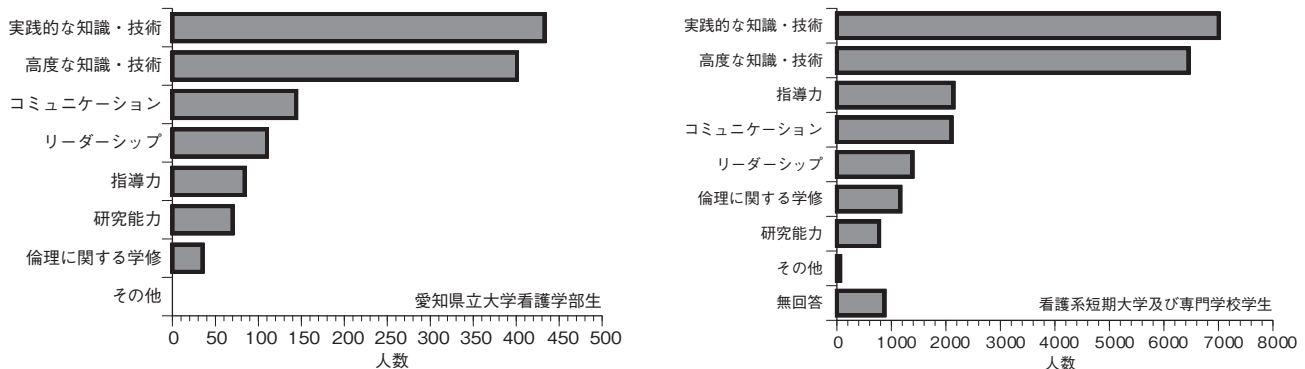 実践的な知識・技術
高度な知識・技術
コミュニケーション
リーダーシップ
指導力
研究能力
倫理に関する学修
その他
愛知県立大学看護学部生
0 50 100 150 200 250 300 350 400 450 500
人数
実践的な知識・技術
高度な知識・技術
指導力
コミュニケーション
リーダーシップ
倫理に関する学修
研究能力
その他
無回答
看護系短期大学及び専門学校学生
0 1000 2000 3000 4000 5000 6000 7000 8000
人数